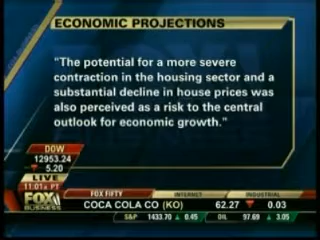 ECONOMIC PROJECTIONS
"The potential for a more severe
contraction in the housing sector and a
substantial decline in house prices was
also perceived as a risk to the central
outlook for economic growth."
DOW
12953.24
5.20
LIVE
11:01a PT
FOX
BUSINESS
FOX FIFTY INTERNET INDUSTRIAL
COCA COLA CO (KO) 62.27 0.03
S&P 1433.70 0.45 OIL 97.69 3.05